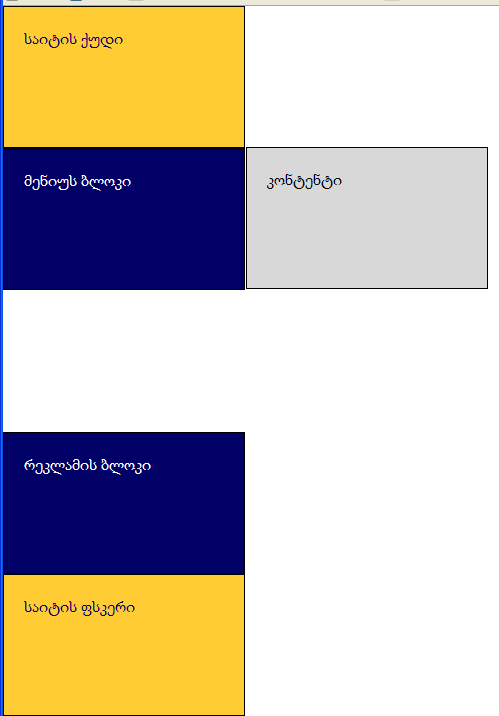 საიტის ქუდი
მენიუს ბლოკი
კონტენტი
რეკლამის ბლოკი
საიტის ფსკერი